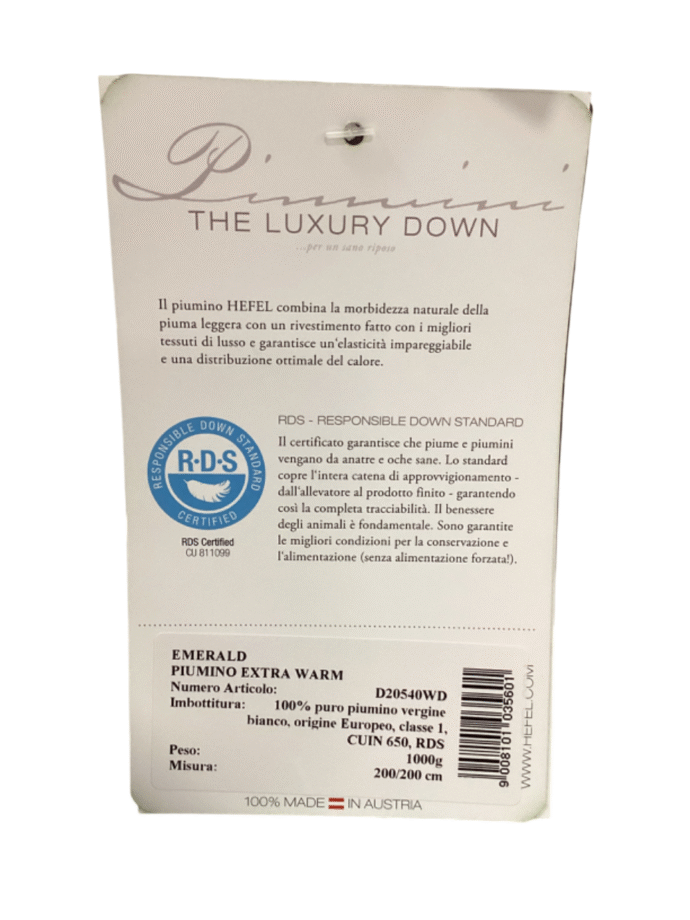 Piumini
THE LUXURY DOWN
...per un sano riposo
Il piumino HEFEL combina la morbidezza naturale della
piuma leggera con un rivestimento fatto con i migliori
tessuti di lusso e garantisce un'elasticità impareggiabile
e una distribuzione ottimale del calore.
RESPONSIBLE DOWN STANDARD
R·D·S
CERTIFIED
RDS Certified
CU 811099
RDS - RESPONSIBLE DOWN STANDARD
Il certificato garantisce che piume e piumini
vengano da anatre e oche sane. Lo standard
copre l'intera catena di approvvigionamento -
dall'allevatore al prodotto finito - garantendo
così la completa tracciabilità. Il benessere
degli animali è fondamentale. Sono garantite
le migliori condizioni per la conservazione e
l'alimentazione (senza alimentazione forzata!).
EMERALD
PIUMINO EXTRA WARM
Numero Articolo: D20540WD
Imbottitura: 100% puro piumino vergine
bianco, origine Europeo, classe 1,
CUIN 650, RDS
Peso: 1000g
Misura: 200/200 cm
9 008101 035601
WWW.HEFEL.COM
100% MADE IN AUSTRIA